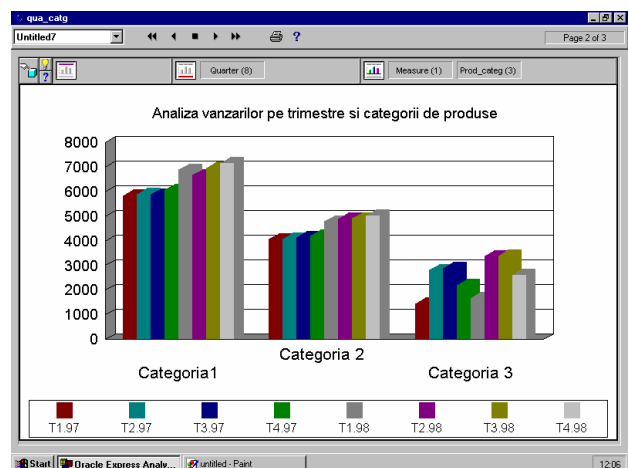 qua_catg
Untitled7
?
Page 2 of 3
?
Quarter (8)
Measure (1) Prod_categ (3)
Analiza vanzarilor pe trimestre si categorii de produse
8000
7000
6000
5000
4000
3000
2000
1000
0
Categoria1
Categoria 2
Categoria 3
T1.97 T2.97 T3.97 T4.97 T1.98 T2.98 T3.98 T4.98
Start Oracle Express Analy... untitled - Paint 12:06